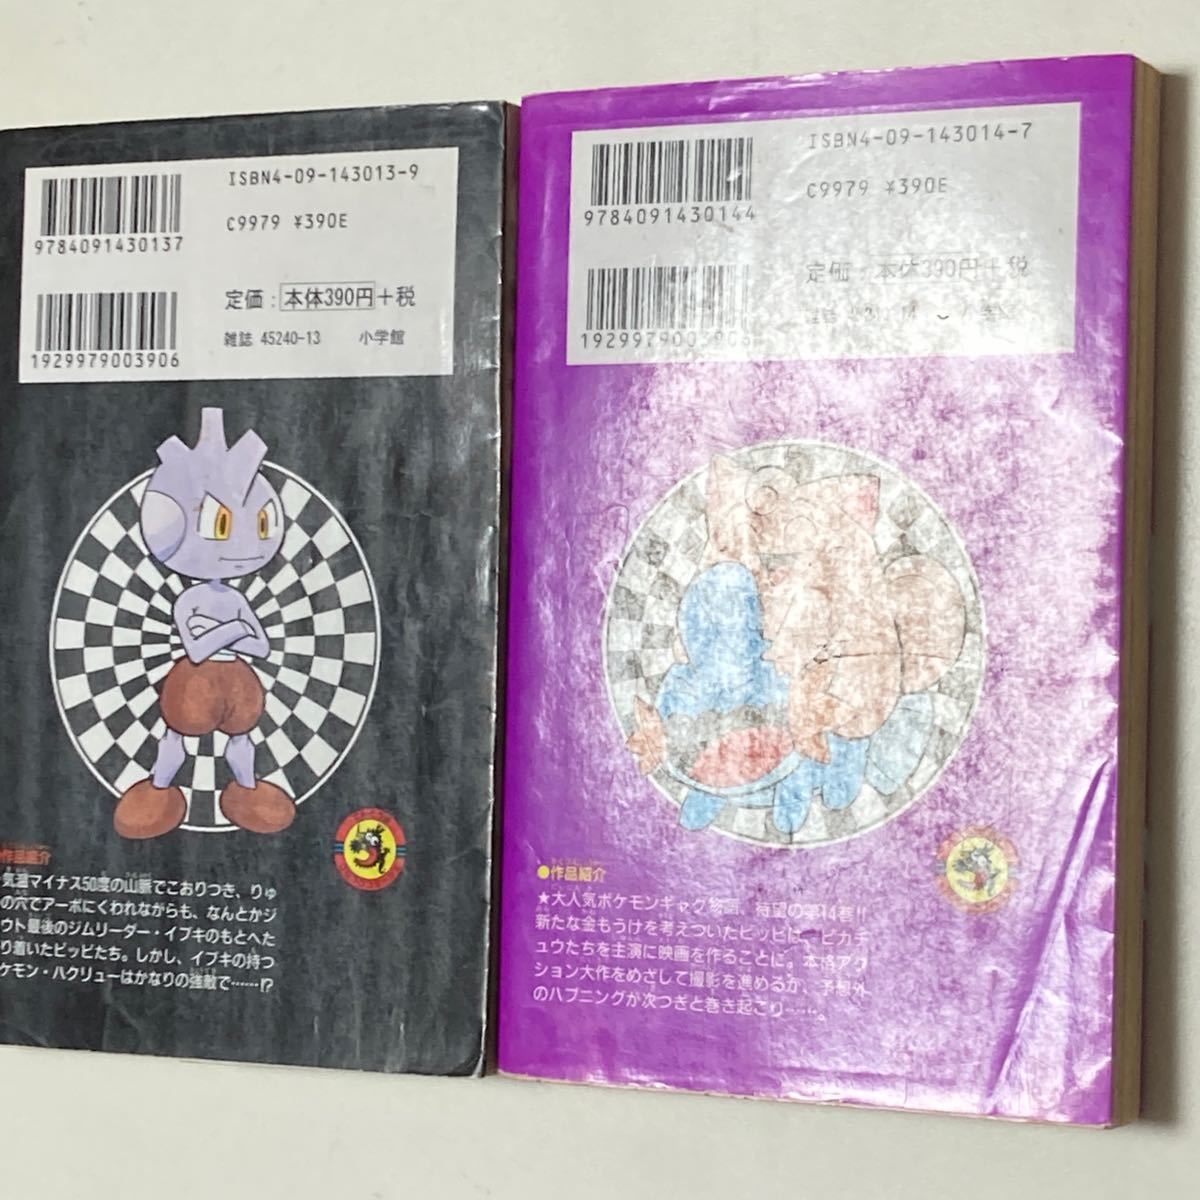 ISBN4-09-143013-9
9784091430137
C9979 ¥390E
定価：本体390円+税
1929979003906
雑誌 45240-13 小学館
作品紹介
気温マイナス50度の山脈でこおりつき、りゅ
の穴でアーボにくわれながらも、なんとかジ
ウト最後のジムリーダー・イブキのもとへた
り着いたピッピたち。しかし、イブキの持つ
ケモン・ハクリューはかなりの強敵で……!?
ISBN4-09-143014-7
9784091430144
C9979 ¥390E
定価：本体390円+税
1929979003906
●作品紹介
★大人気ポケモンギャグ物語、待望の第14巻!!
新たな金もうけを考えついたピッピは、ピカチ
ュウたちを主演に映画を作ることに。本格アク
ション大作をめざして撮影を進めるが、予想外
のハプニングが次つぎと巻き起こり……。